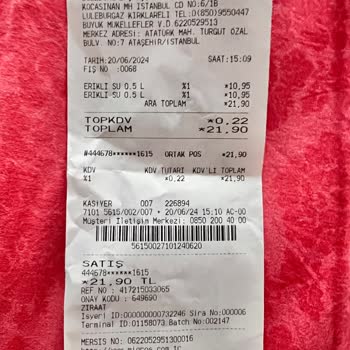 KOCASİNAN MH İSTANBUL CD NO:6/1B
LULEBURGAZ KIRKLARELİ TEL:0(850)9550447
BUYUK MUKELLEFLER V.D.6220529513
MERKEZ ADRESİ: ATATÜRK MAH. TURGUT OZAL
BULV. NO:7 ATAŞEHİR/İSTANBUL
TARİH:20/06/2024 SAAT:15:09
FİŞ NO :0068
ERİKLİ SU 0.5 L %1 *10,95
ERİKLİ SU 0.5 L %1 *10,95
ARA TOPLAM *21,90
TOPKDV *0,22
TOPLAM *21,90
#444678******1615 ORTAK POS *21,90
KDV KDV TUTARI KDV'Lİ TOPLAM
%1 *0,22 *21,90
KASİYER 007 226894
7101 5615/002/007 • 20/06/24 15:10 AC-00
Müşteri İletişim Merkezi: 0850 200 40 00
56150027101240620
SATIŞ
444678******1615
*21,90 TL
REF NO : 417215033065
ONAY KODU : 649690
ZİRAAT
Isyeri ID:000000000732246 Sıra No:000006
Terminal ID:01158073 Batch No:002147
MERSİS NO: 0622052951300016